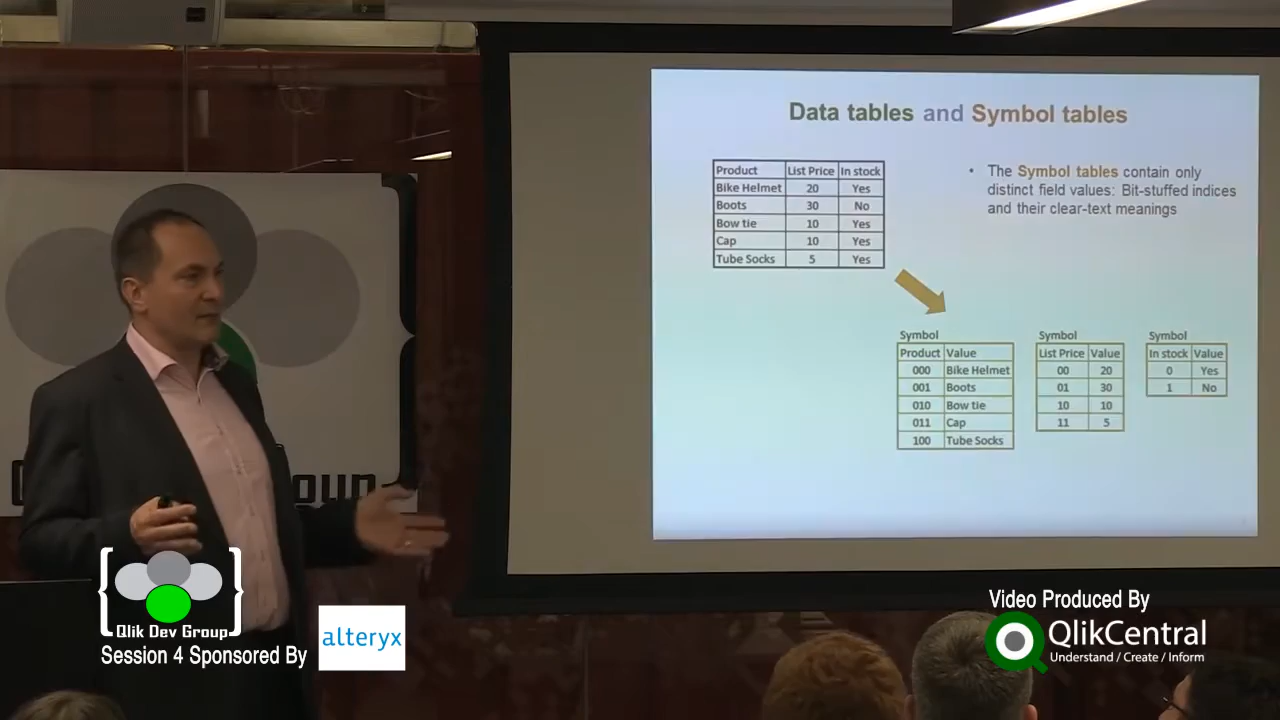 Data tables and Symbol tables
Product List Price In stock
Bike Helmet 20 Yes
Boots 30 No
Bow tie 10 Yes
Cap 10 Yes
Tube Socks 5 Yes
• The Symbol tables contain only
distinct field values: Bit-stuffed indices
and their clear-text meanings
Symbol
Product Value
000 Bike Helmet
001 Boots
010 Bow tie
011 Cap
100 Tube Socks
Symbol
List Price Value
00 20
01 30
10 10
11 5
Symbol
In stock Value
0 Yes
1 No
oup
Qlik Dev Group
Session 4 Sponsored By
alteryx
Video Produced By
QlikCentral
Understand / Create / Inform